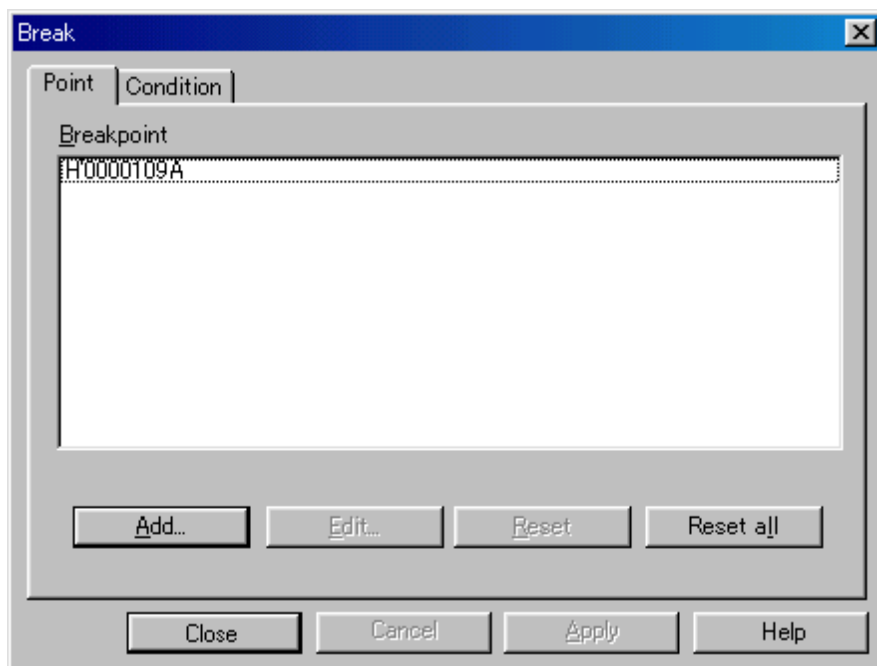 Break
Point Condition
Breakpoint
H'0000109A
Add... Edit... Reset Reset all
Close Cancel Apply Help